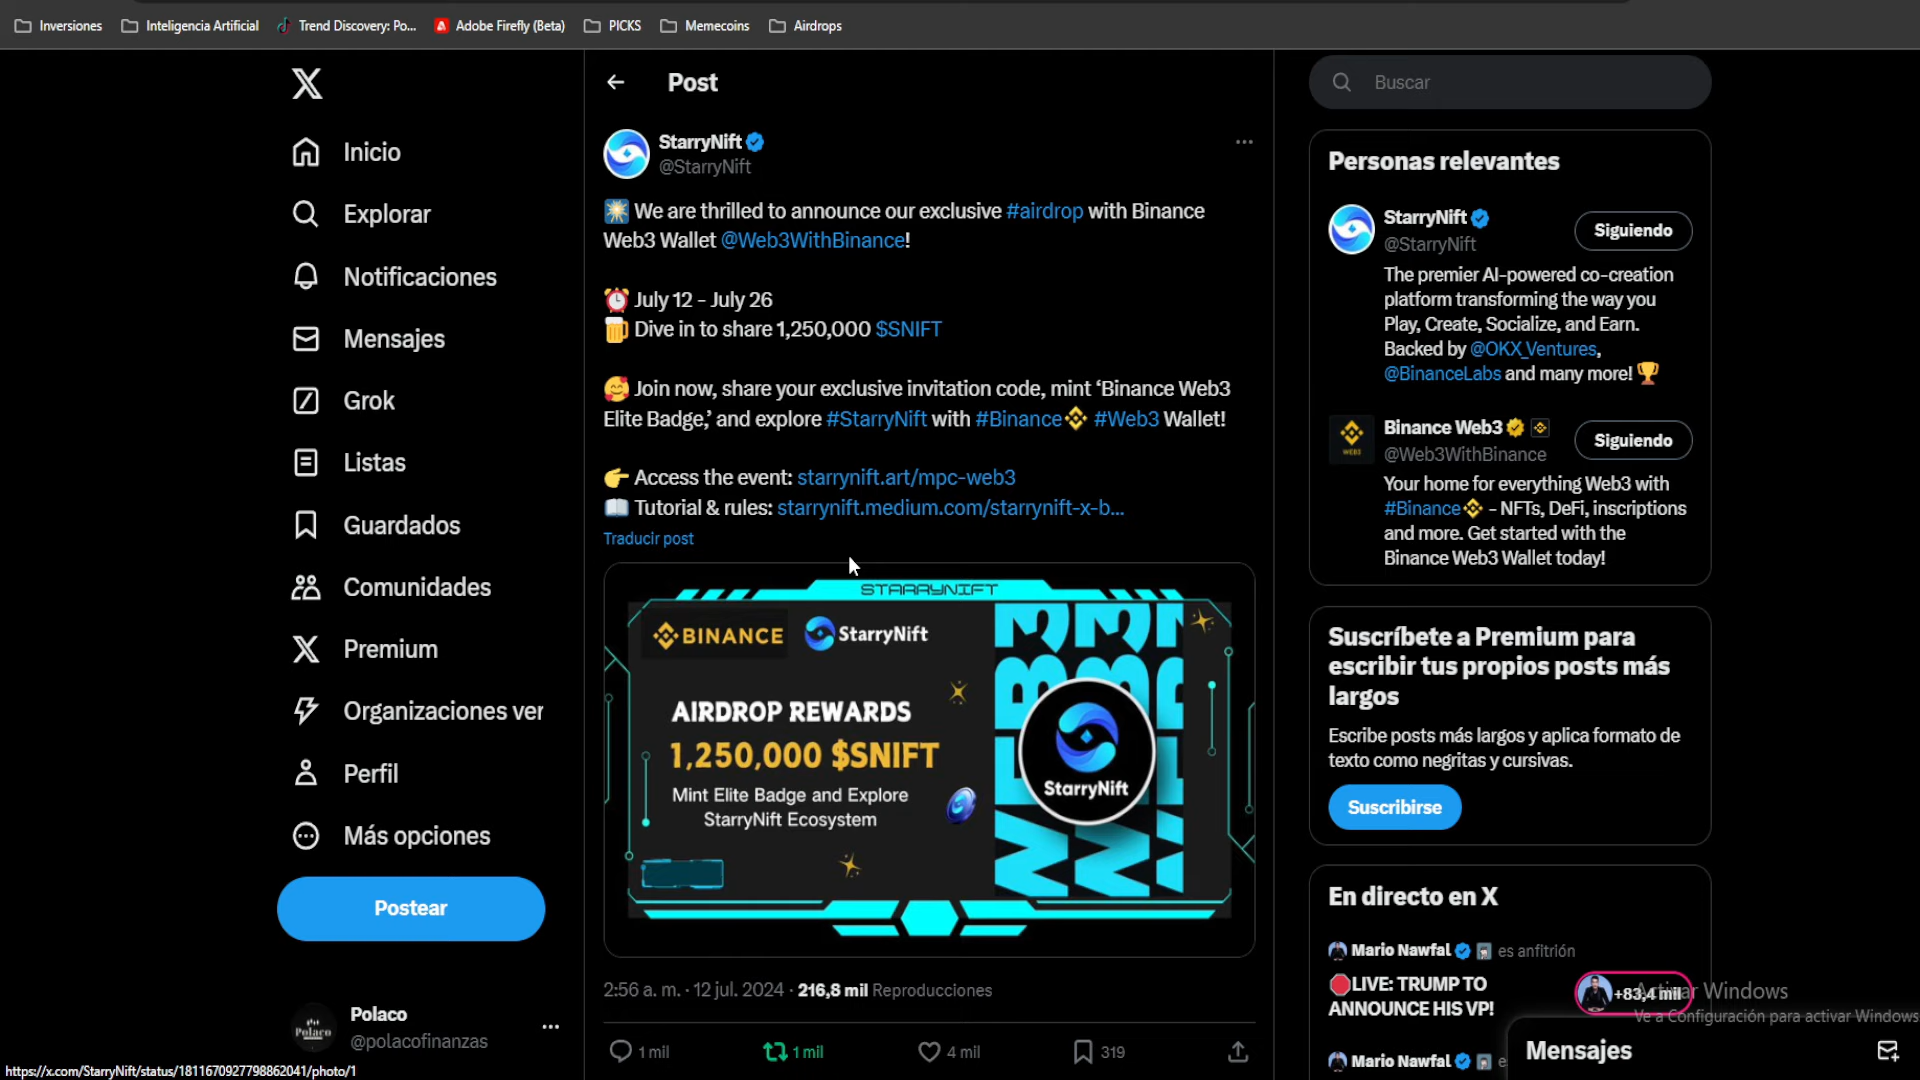 Inversiones
Inteligencia Artificial
Trend Discovery: Po...
Adobe Firefly (Beta)
PICKS
Memecoins
Airdrops
Inicio
Explorar
Notificaciones
Mensajes
Grok
Listas
Guardados
Comunidades
Premium
Organizaciones ver
Perfil
Más opciones
Postear
Polaco
Polaco
@polacofinanzas
https://x.com/StarryNift/status/1811670927798862041/photo/1
Post
StarryNift
@StarryNift
We are thrilled to announce our exclusive #airdrop with Binance
Web3 Wallet @Web3WithBinance!
July 12 - July 26
Dive in to share 1,250,000 $SNIFT
Join now, share your exclusive invitation code, mint ‘Binance Web3
Elite Badge,’ and explore #StarryNift with #Binance #Web3 Wallet!
Access the event: starrynift.art/mpc-web3
Tutorial & rules: starrynift.medium.com/starrynift-x-b...
Traducir post
STARRYNIFT
BINANCE
StarryNift
AIRDROP REWARDS
1,250,000 $SNIFT
Mint Elite Badge and Explore
StarryNift Ecosystem
WEB3
StarryNift
2:56 a. m. · 12 jul. 2024 · 216,8 mil Reproducciones
1 mil
1 mil
4 mil
319
Buscar
Personas relevantes
StarryNift
@StarryNift
Siguiendo
The premier AI-powered co-creation
platform transforming the way you
Play, Create, Socialize, and Earn.
Backed by @OKX_Ventures,
@BinanceLabs and many more!
WEB3
Binance Web3
@Web3WithBinance
Siguiendo
Your home for everything Web3 with
#Binance - NFTs, DeFi, inscriptions
and more. Get started with the
Binance Web3 Wallet today!
Suscríbete a Premium para
escribir tus propios posts más
largos
Escribe posts más largos y aplica formato de
texto como negritas y cursivas.
Suscribirse
En directo en X
Mario Nawfal es anfitrión
LIVE: TRUMP TO
ANNOUNCE HIS VP!
+83,4 mil
Activar Windows
Ve a Configuración para activar Windows
Mario Nawfal
Mensajes